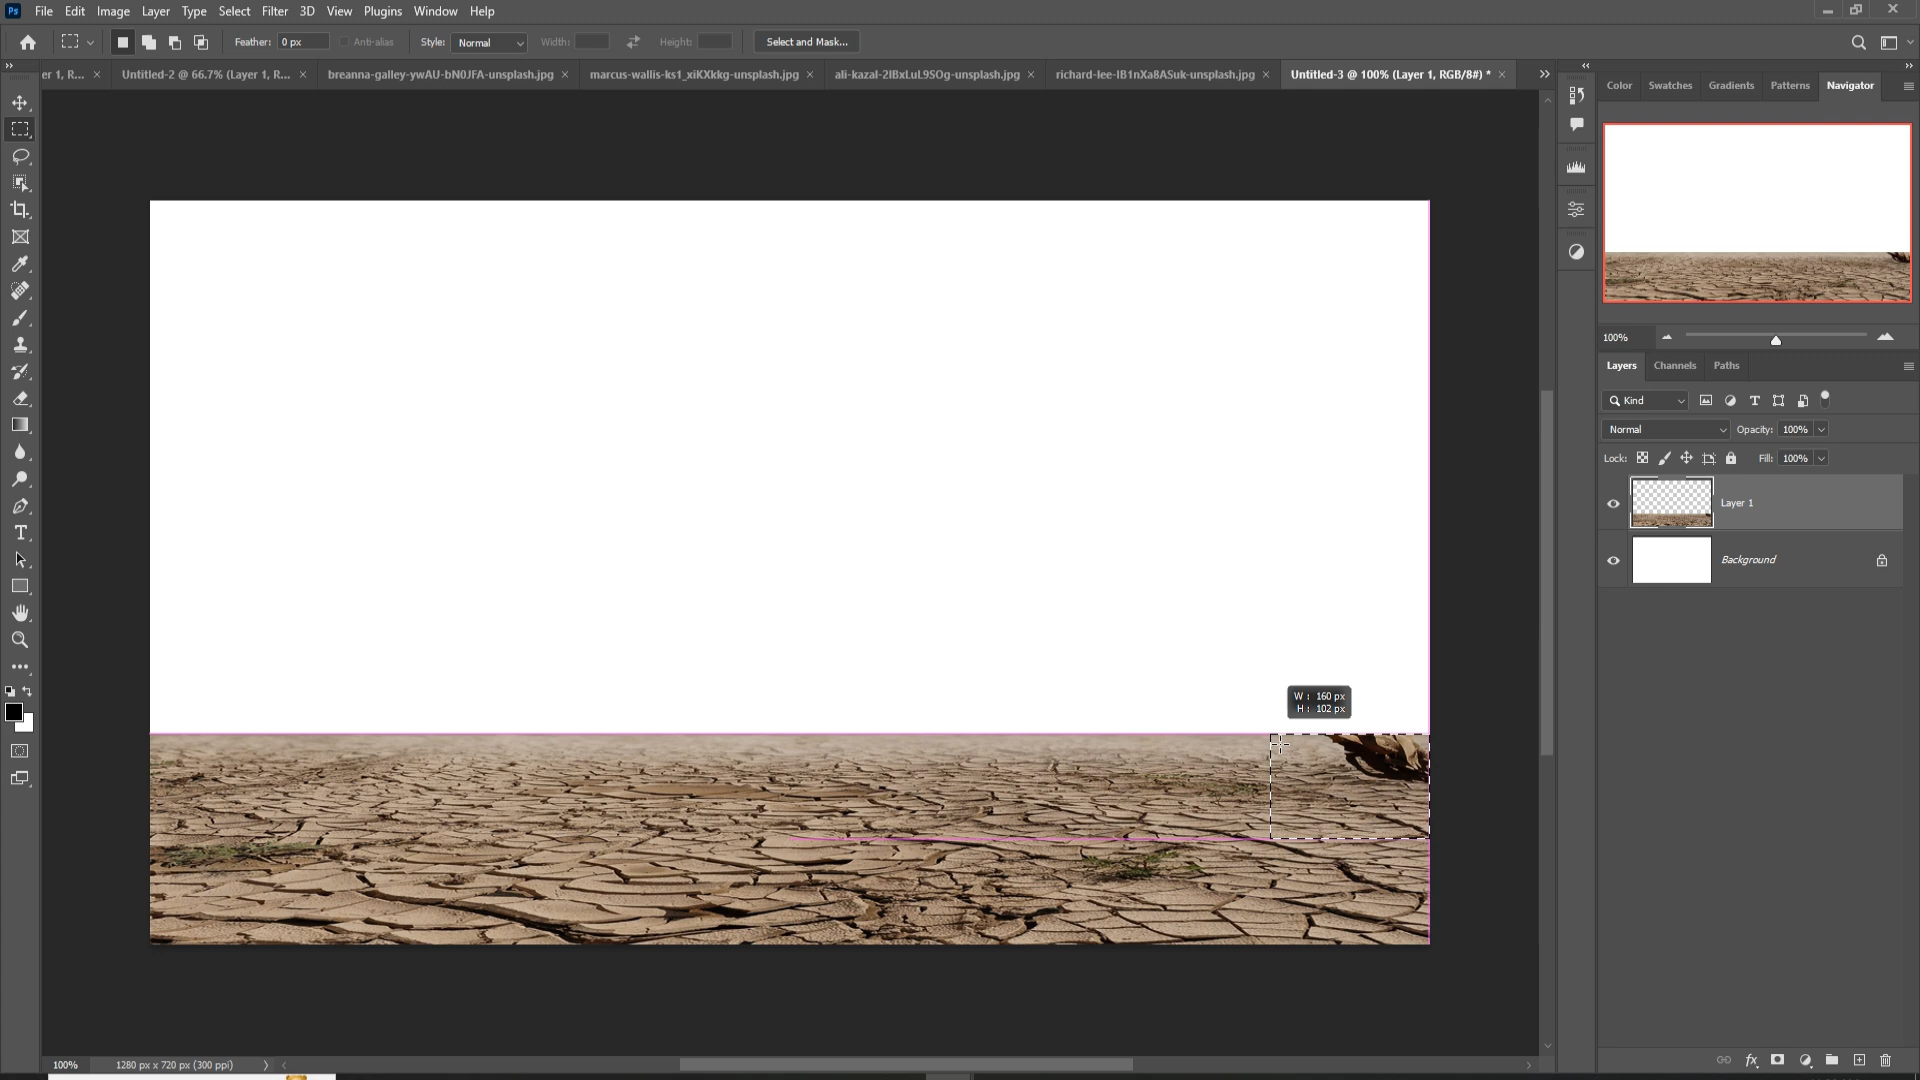 Ps File Edit Image Layer Type Select Filter 3D View Plugins Window Help
Feather: 0 px Anti-alias Style: Normal Width: Height: Select and Mask...
er 1, R... × Untitled-2 @ 66.7% (Layer 1, R... × breanna-galley-ywAU-bN0JFA-unsplash.jpg × marcus-wallis-ks1_xiKXkkg-unsplash.jpg × ali-kazal-2IBxLuL9SOg-unsplash.jpg × richard-lee-IB1nXa8ASuk-unsplash.jpg × Untitled-3 @ 100% (Layer 1, RGB/8#) * ×
Color Swatches Gradients Patterns Navigator
100%
Layers Channels Paths
Kind
Normal Opacity: 100%
Lock: Fill: 100%
Layer 1
Background
W : 160 px
H : 102 px
100% 1280 px x 720 px (300 ppi)